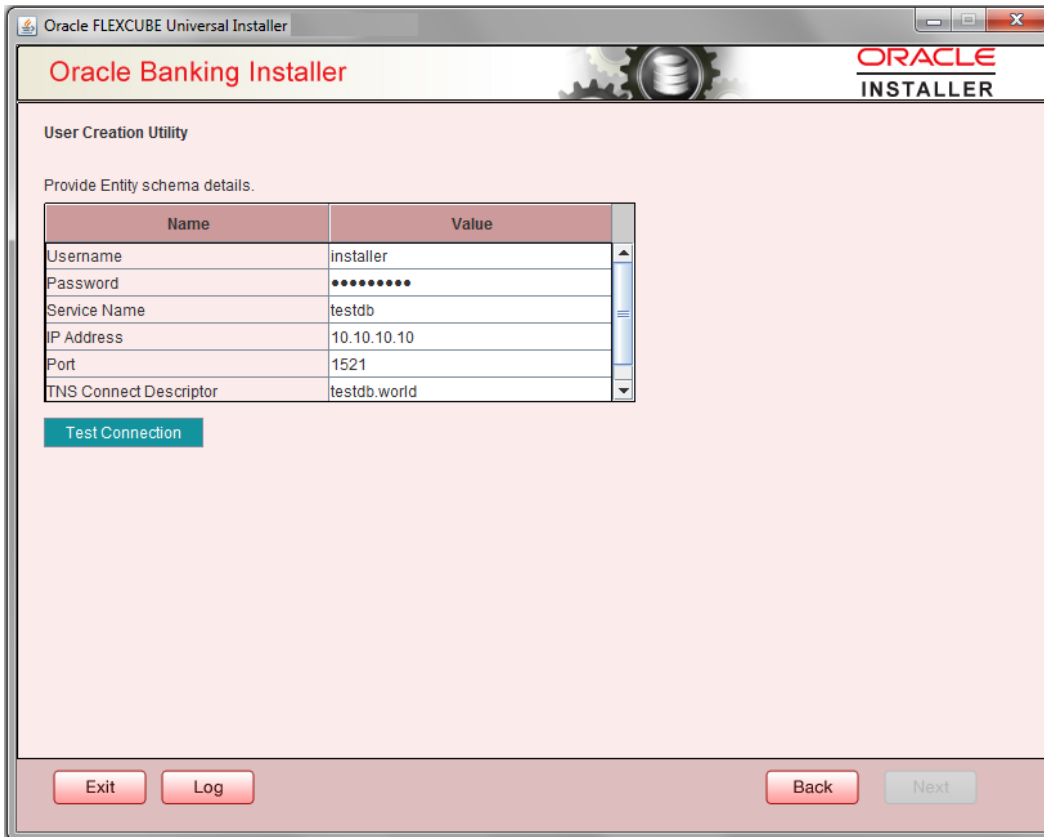 Oracle FLEXCUBE Universal Installer
Oracle Banking Installer
ORACLE
INSTALLER
User Creation Utility
Provide Entity schema details.
Name Value
Username installer
Password •••••••••
Service Name testdb
IP Address 10.10.10.10
Port 1521
TNS Connect Descriptor testdb.world
Test Connection
Exit Log Back Next